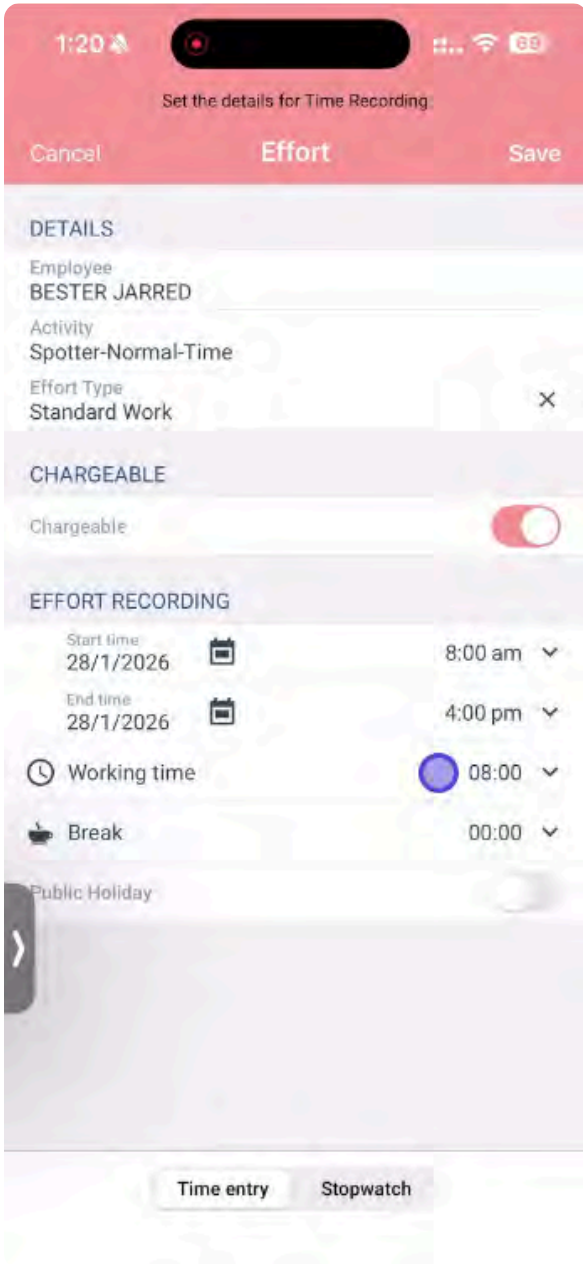 1:20
69
Set the details for Time Recording
Cancel
Effort
Save
DETAILS
Employee
BESTER JARRED
Activity
Spotter-Normal-Time
Effort Type
Standard Work
CHARGEABLE
Chargeable
EFFORT RECORDING
Start time
28/1/2026
8:00 am
End time
28/1/2026
4:00 pm
Working time
08:00
Break
00:00
Public Holiday
Time entry
Stopwatch